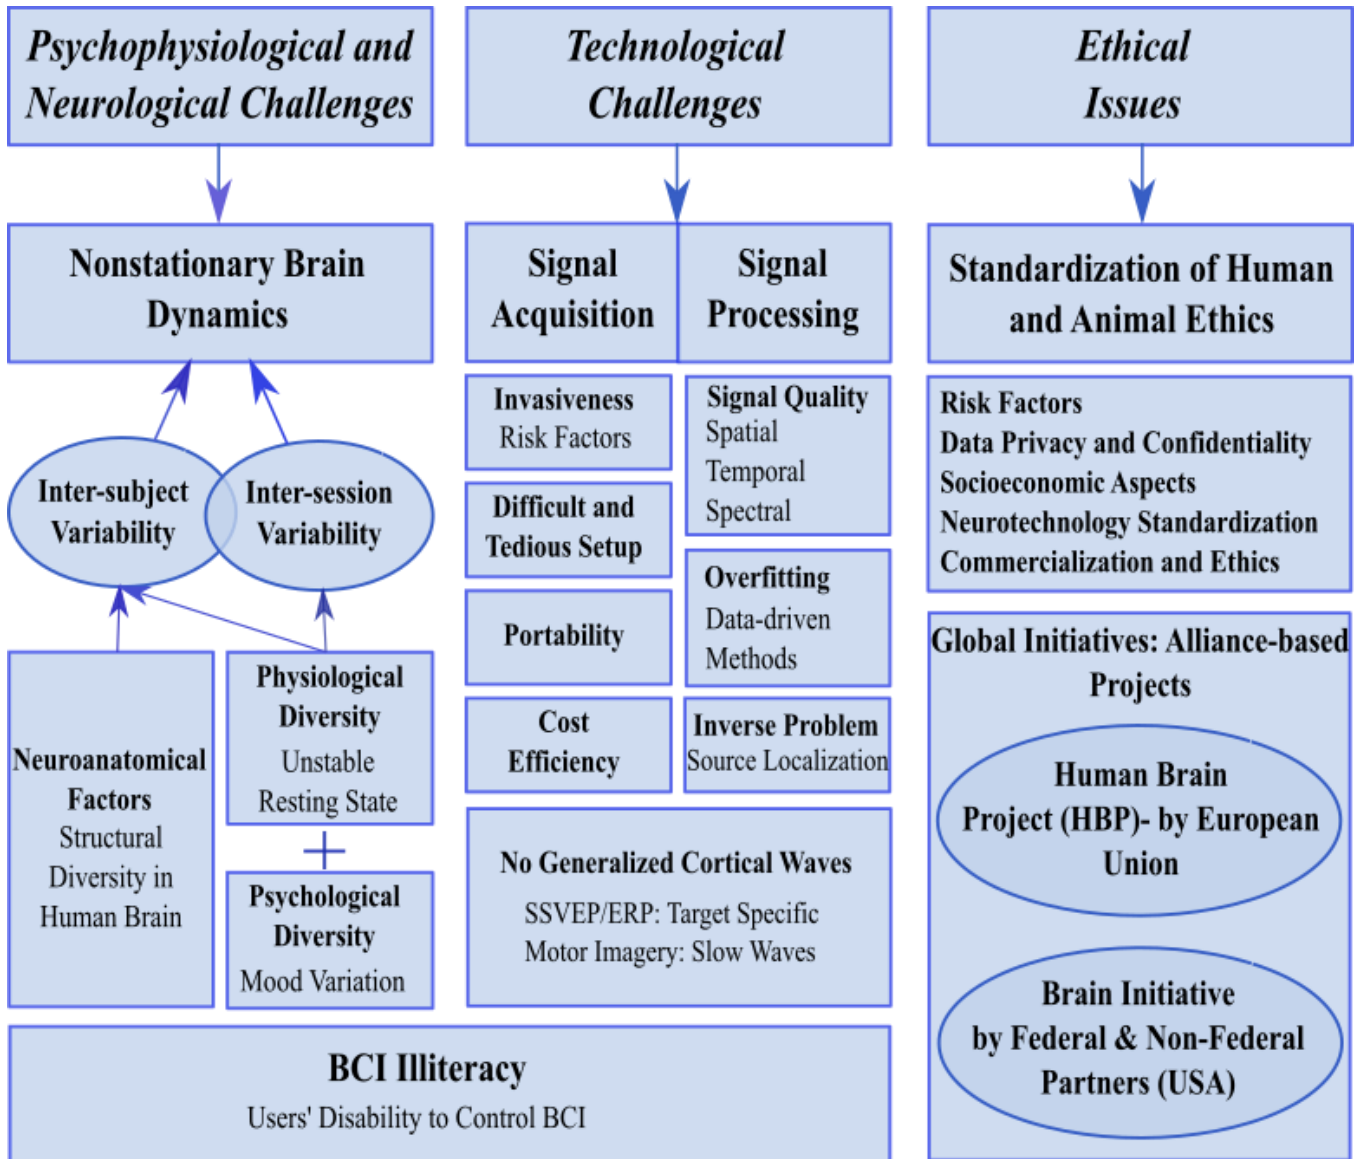 Psychophysiological and
Neurological Challenges
Nonstationary Brain
Dynamics
Inter-subject
Variability
Inter-session
Variability
Neuroanatomical
Factors
Structural
Diversity in
Human Brain
Physiological
Diversity
Unstable
Resting State
+
Psychological
Diversity
Mood Variation
Technological
Challenges
Signal
Acquisition
Signal
Processing
Invasiveness
Risk Factors
Difficult and
Tedious Setup
Portability
Cost
Efficiency
Signal Quality
Spatial
Temporal
Spectral
Overfitting
Data-driven
Methods
Inverse Problem
Source Localization
No Generalized Cortical Waves
SSVEP/ERP: Target Specific
Motor Imagery: Slow Waves
BCI Illiteracy
Users' Disability to Control BCI
Ethical
Issues
Standardization of Human
and Animal Ethics
Risk Factors
Data Privacy and Confidentiality
Socioeconomic Aspects
Neurotechnology Standardization
Commercialization and Ethics
Global Initiatives: Alliance-based
Projects
Human Brain
Project (HBP)- by European
Union
Brain Initiative
by Federal & Non-Federal
Partners (USA)